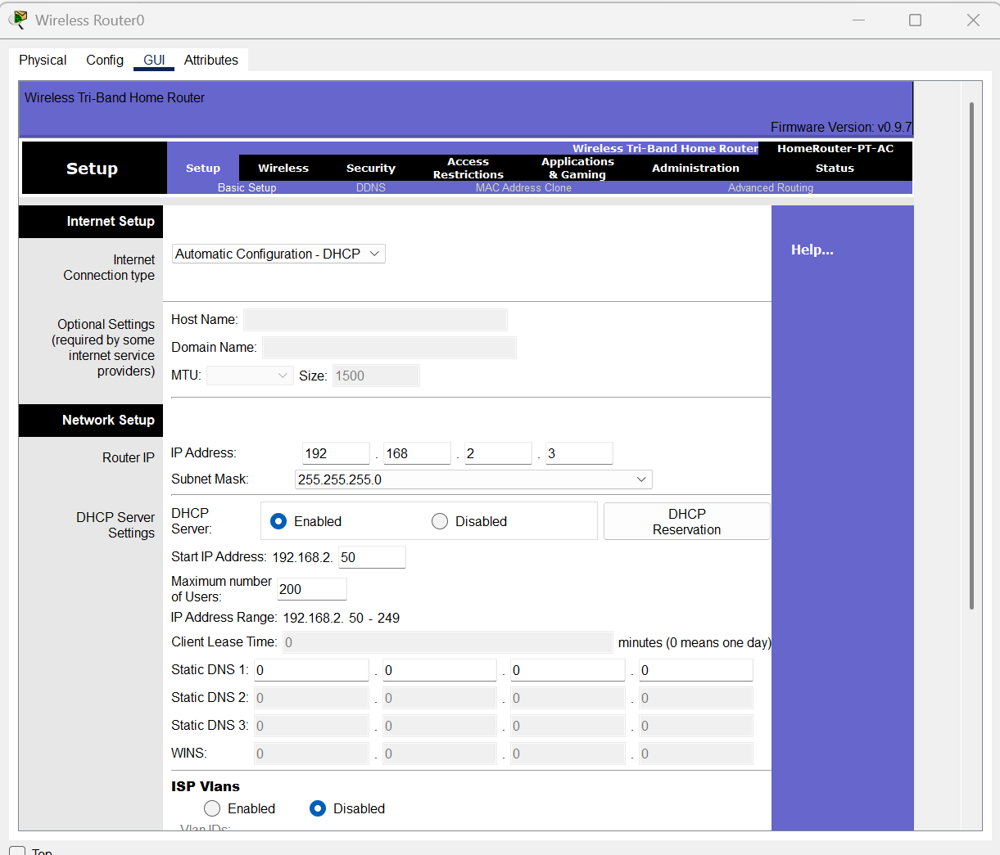 Wireless Router0
Physical Config GUI Attributes
Wireless Tri-Band Home Router
Firmware Version: v0.9.7
Wireless Tri-Band Home Router HomeRouter-PT-AC
Setup
Setup Wireless Security Access Restrictions Applications & Gaming Administration Status
Basic Setup DDNS MAC Address Clone Advanced Routing
Internet Setup
Internet
Connection type
Automatic Configuration - DHCP
Help...
Optional Settings
(required by some
internet service
providers)
Host Name:
Domain Name:
MTU: Size: 1500
Network Setup
Router IP
IP Address: 192 . 168 . 2 . 3
Subnet Mask: 255.255.255.0
DHCP Server
Settings
DHCP
Server:
Enabled Disabled
DHCP
Reservation
Start IP Address: 192.168.2. 50
Maximum number
of Users:
200
IP Address Range: 192.168.2. 50 - 249
Client Lease Time: 0 minutes (0 means one day)
Static DNS 1: 0 . 0 . 0 . 0
Static DNS 2: 0 . 0 . 0 . 0
Static DNS 3: 0 . 0 . 0 . 0
WINS: 0 . 0 . 0 . 0
ISP Vlans
Enabled Disabled
Vlan IDs:
Top